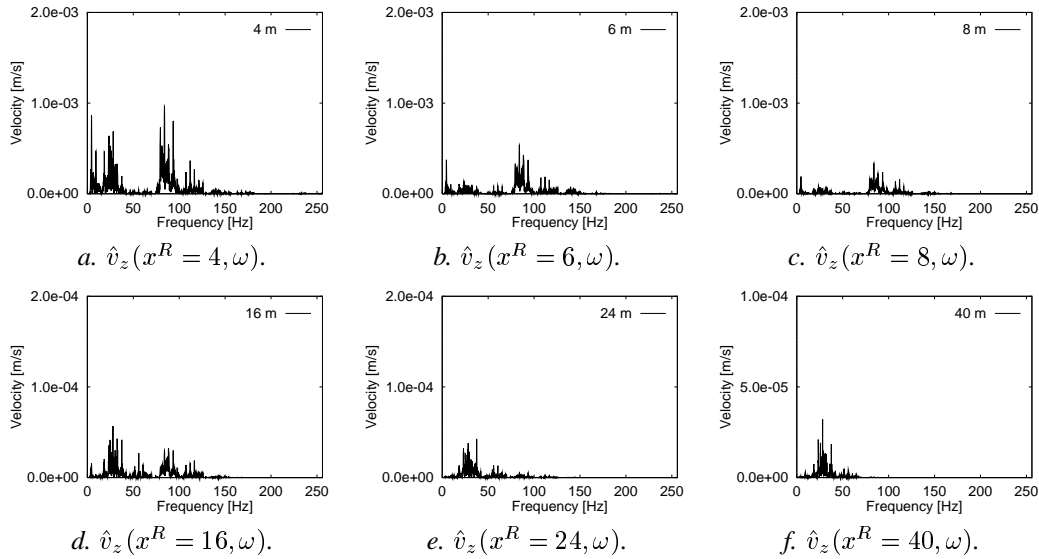 2.0e-03
1.0e-03
0.0e+00
Velocity [m/s]
4 m
0 50 100 150 200 250
Frequency [Hz]
a. v̂_z(x^R = 4, ω).
2.0e-03
1.0e-03
0.0e+00
Velocity [m/s]
6 m
0 50 100 150 200 250
Frequency [Hz]
b. v̂_z(x^R = 6, ω).
2.0e-03
1.0e-03
0.0e+00
Velocity [m/s]
8 m
0 50 100 150 200 250
Frequency [Hz]
c. v̂_z(x^R = 8, ω).
2.0e-04
1.0e-04
0.0e+00
Velocity [m/s]
16 m
0 50 100 150 200 250
Frequency [Hz]
d. v̂_z(x^R = 16, ω).
2.0e-04
1.0e-04
0.0e+00
Velocity [m/s]
24 m
0 50 100 150 200 250
Frequency [Hz]
e. v̂_z(x^R = 24, ω).
1.0e-04
5.0e-05
0.0e+00
Velocity [m/s]
40 m
0 50 100 150 200 250
Frequency [Hz]
f. v̂_z(x^R = 40, ω).